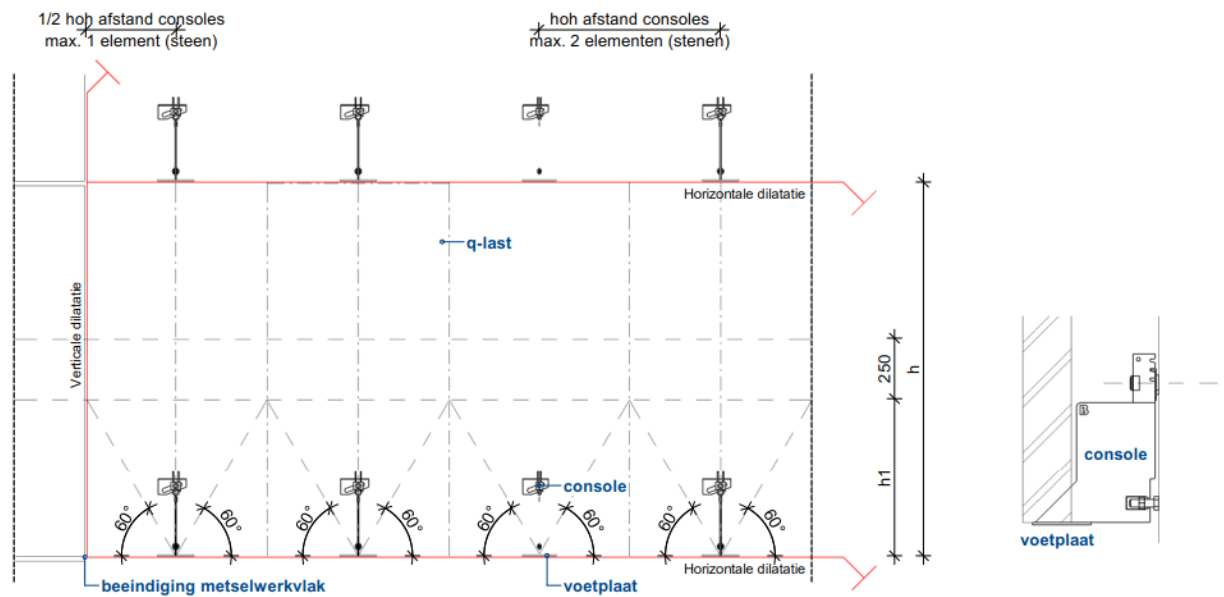 1/2 hoh afstand consoles
max. 1 element (steen)
hoh afstand consoles
max. 2 elementen (stenen)
Horizontale dilatatie
q-last
Verticale dilatatie
250
h
h1
console
60°
60°
60°
60°
60°
60°
60°
60°
Horizontale dilatatie
beeindiging metselwerkvlak
voetplaat
B
console
voetplaat